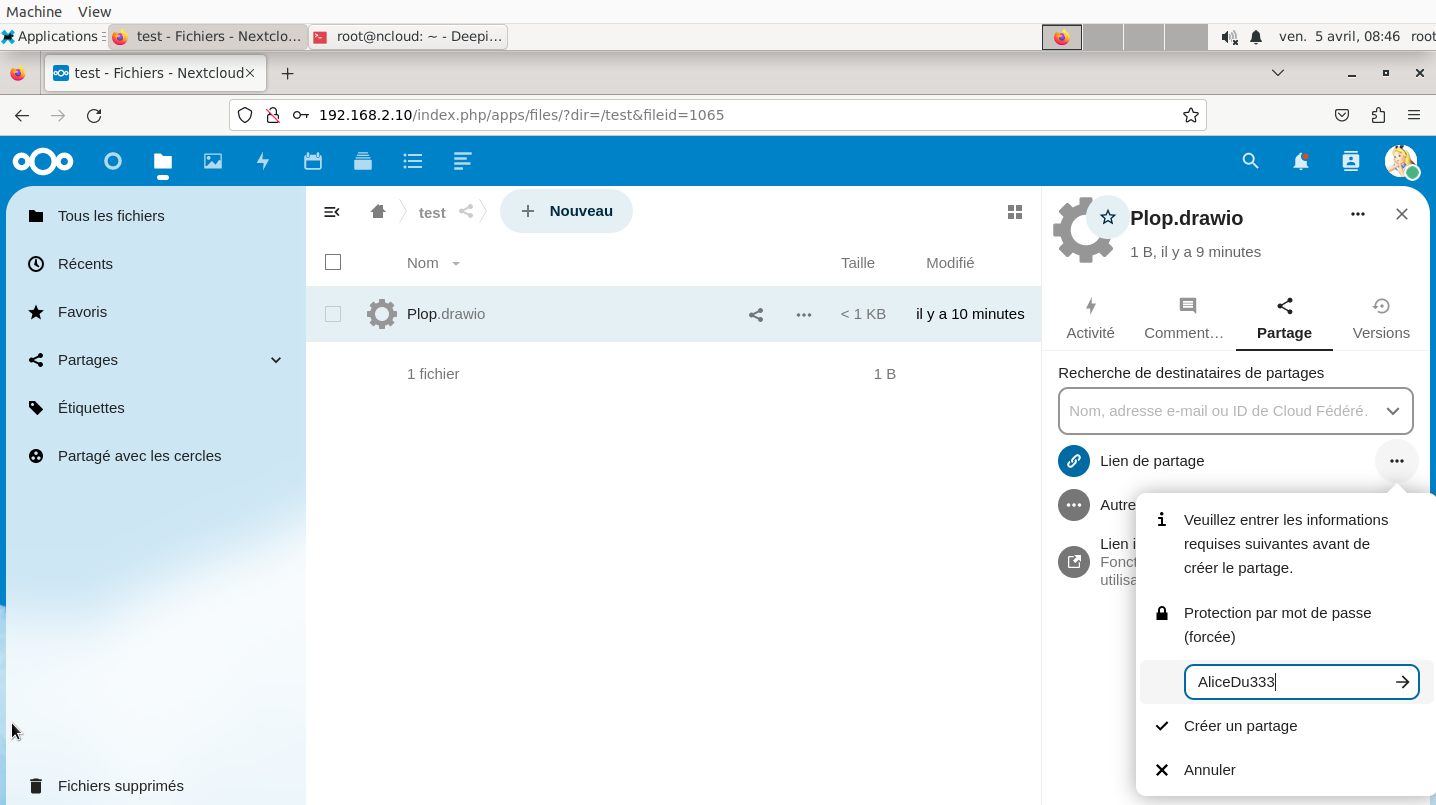 Machine View
Applications
test - Fichiers - Nextclo...
root@ncloud: ~ - Deepi...
ven. 5 avril, 08:46 root
test - Fichiers - Nextcloud
192.168.2.10/index.php/apps/files/?dir=/test&fileid=1065
Tous les fichiers
Récents
Favoris
Partages
Étiquettes
Partagé avec les cercles
Fichiers supprimés
test
Nouveau
Nom
Taille
Modifié
Plop.drawio
< 1 KB
il y a 10 minutes
1 fichier
1 B
Plop.drawio
1 B, il y a 9 minutes
Activité
Comment...
Partage
Versions
Recherche de destinataires de partages
Nom, adresse e-mail ou ID de Cloud Fédéré.
Lien de partage
Autre
Lien i
Fonct
utilisa
Veuillez entrer les informations
requises suivantes avant de
créer le partage.
Protection par mot de passe
(forcée)
AliceDu333
Créer un partage
Annuler